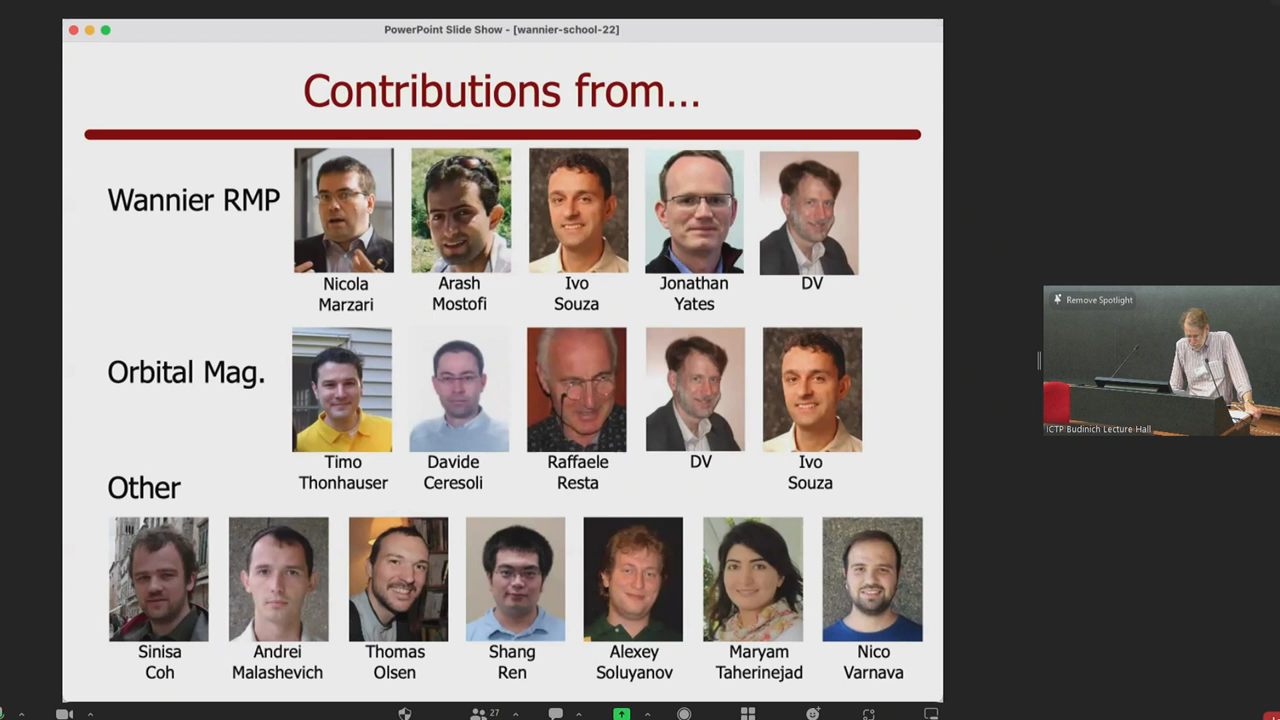 PowerPoint Slide Show - [wannier-school-22]
Contributions from...
Wannier RMP
Nicola Marzari
Arash Mostofi
Ivo Souza
Jonathan Yates
DV
Orbital Mag.
Timo Thonhauser
Davide Ceresoli
Raffaele Resta
DV
Ivo Souza
Other
Sinisa Coh
Andrei Malashevich
Thomas Olsen
Shang Ren
Alexey Soluyanov
Maryam Taherinejad
Nico Varnava
Remove Spotlight
ICTP Budinich Lecture Hall
27